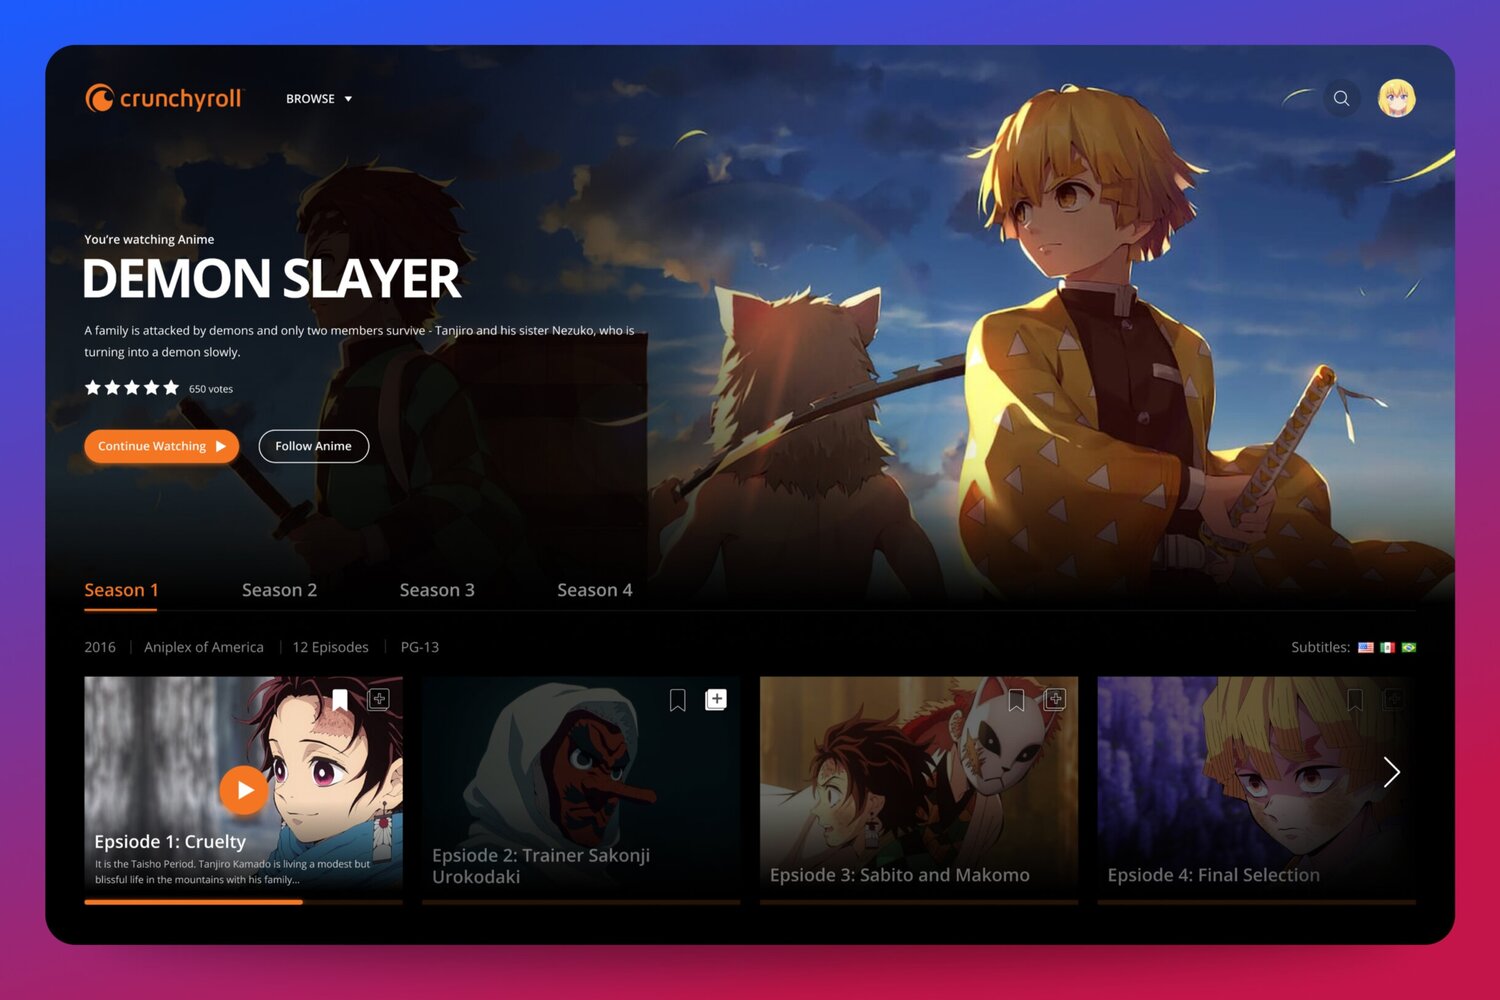 crunchyroll
BROWSE
You're watching Anime
DEMON SLAYER
A family is attacked by demons and only two members survive - Tanjiro and his sister Nezuko, who is
turning into a demon slowly.
650 votes
Continue Watching
Follow Anime
Season 1
Season 2
Season 3
Season 4
2016
Aniplex of America
12 Episodes
PG-13
Subtitles:
Epsiode 1: Cruelty
It is the Taisho Period. Tanjiro Kamado is living a modest but
blissful life in the mountains with his family...
Epsiode 2: Trainer Sakonji
Urokodaki
Epsiode 3: Sabito and Makomo
Epsiode 4: Final Selection